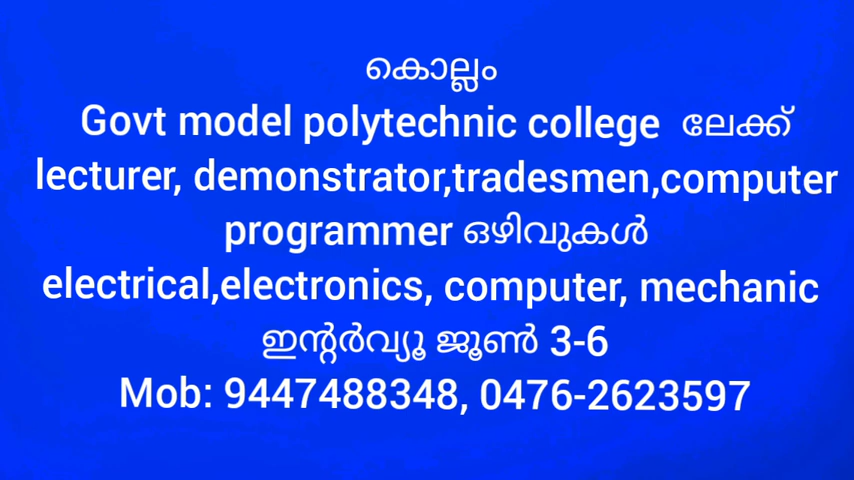 കൊല്ലം
Govt model polytechnic college ലേക്ക്
lecturer, demonstrator,tradesmen,computer
programmer ഒഴിവുകൾ
electrical,electronics, computer, mechanic
ഇന്റർവ്യൂ ജൂൺ 3-6
Mob: 9447488348, 0476-2623597